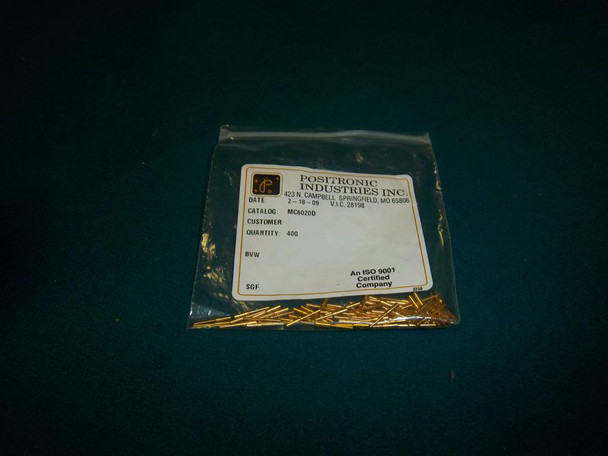 POSITRONIC
INDUSTRIES INC
423 N. CAMPBELL SPRINGFIELD, MO 65806
DATE 2-18-09 V.I.C. 28198
CATALOG MC6020D
CUSTOMER
QUANTITY: 400
BVW
An ISO 9001
Certified
Company
SGF